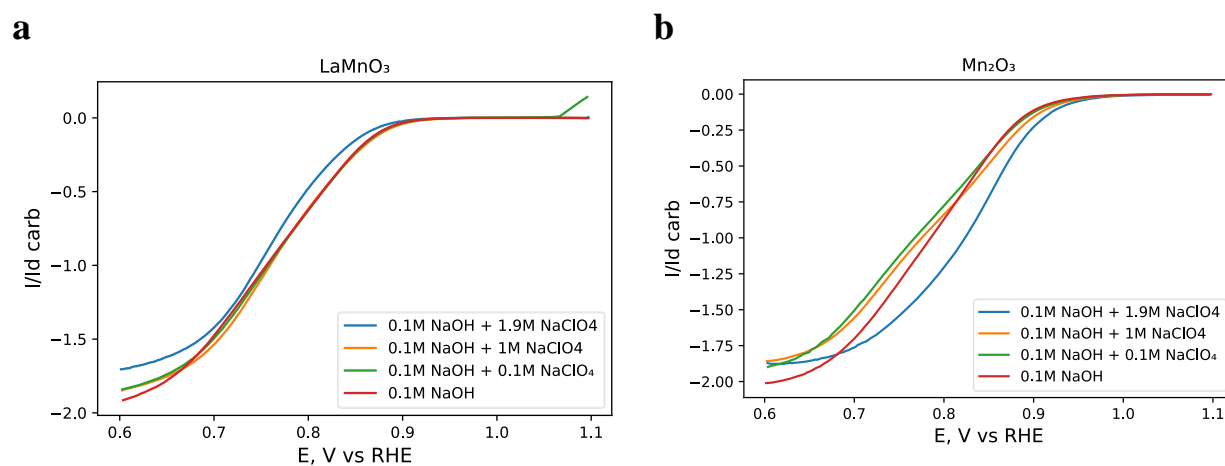 a
LaMnO₃
0.0
−0.5
−1.0
−1.5
−2.0
I/Id carb
0.1M NaOH + 1.9M NaClO4
0.1M NaOH + 1M NaClO4
0.1M NaOH + 0.1M NaClO₄
0.1M NaOH
0.6 0.7 0.8 0.9 1.0 1.1
E, V vs RHE
b
Mn₂O₃
0.00
−0.25
−0.50
−0.75
−1.00
−1.25
−1.50
−1.75
−2.00
I/Id carb
0.1M NaOH + 1.9M NaClO4
0.1M NaOH + 1M NaClO4
0.1M NaOH + 0.1M NaClO₄
0.1M NaOH
0.6 0.7 0.8 0.9 1.0 1.1
E, V vs RHE